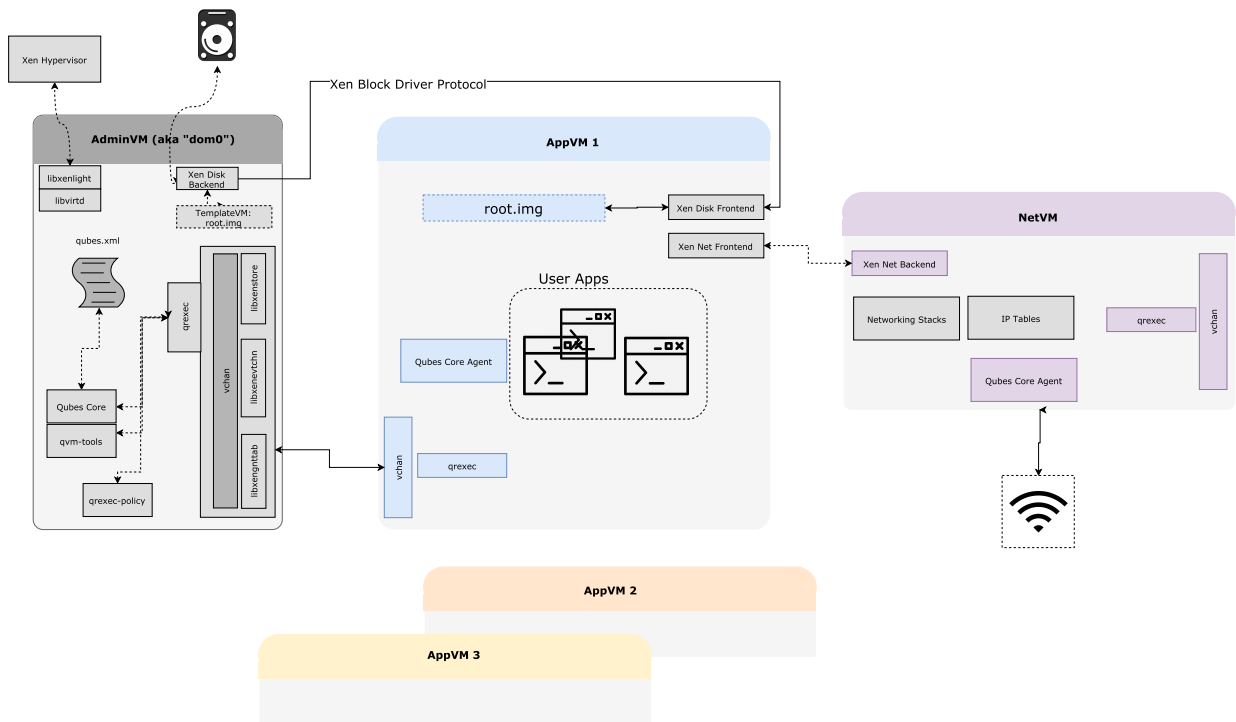 Xen Hypervisor
Xen Block Driver Protocol
AdminVM (aka "dom0")
libxenlight
libvirtd
Xen Disk
Backend
TemplateVM:
root.img
qubes.xml
qrexec
vchan
libxenstore
libxenevtchn
libxengnttab
Qubes Core
qvm-tools
qrexec-policy
AppVM 1
root.img
Xen Disk Frontend
Xen Net Frontend
User Apps
Qubes Core Agent
vchan
qrexec
NetVM
Xen Net Backend
Networking Stacks
IP Tables
qrexec
vchan
Qubes Core Agent
AppVM 2
AppVM 3